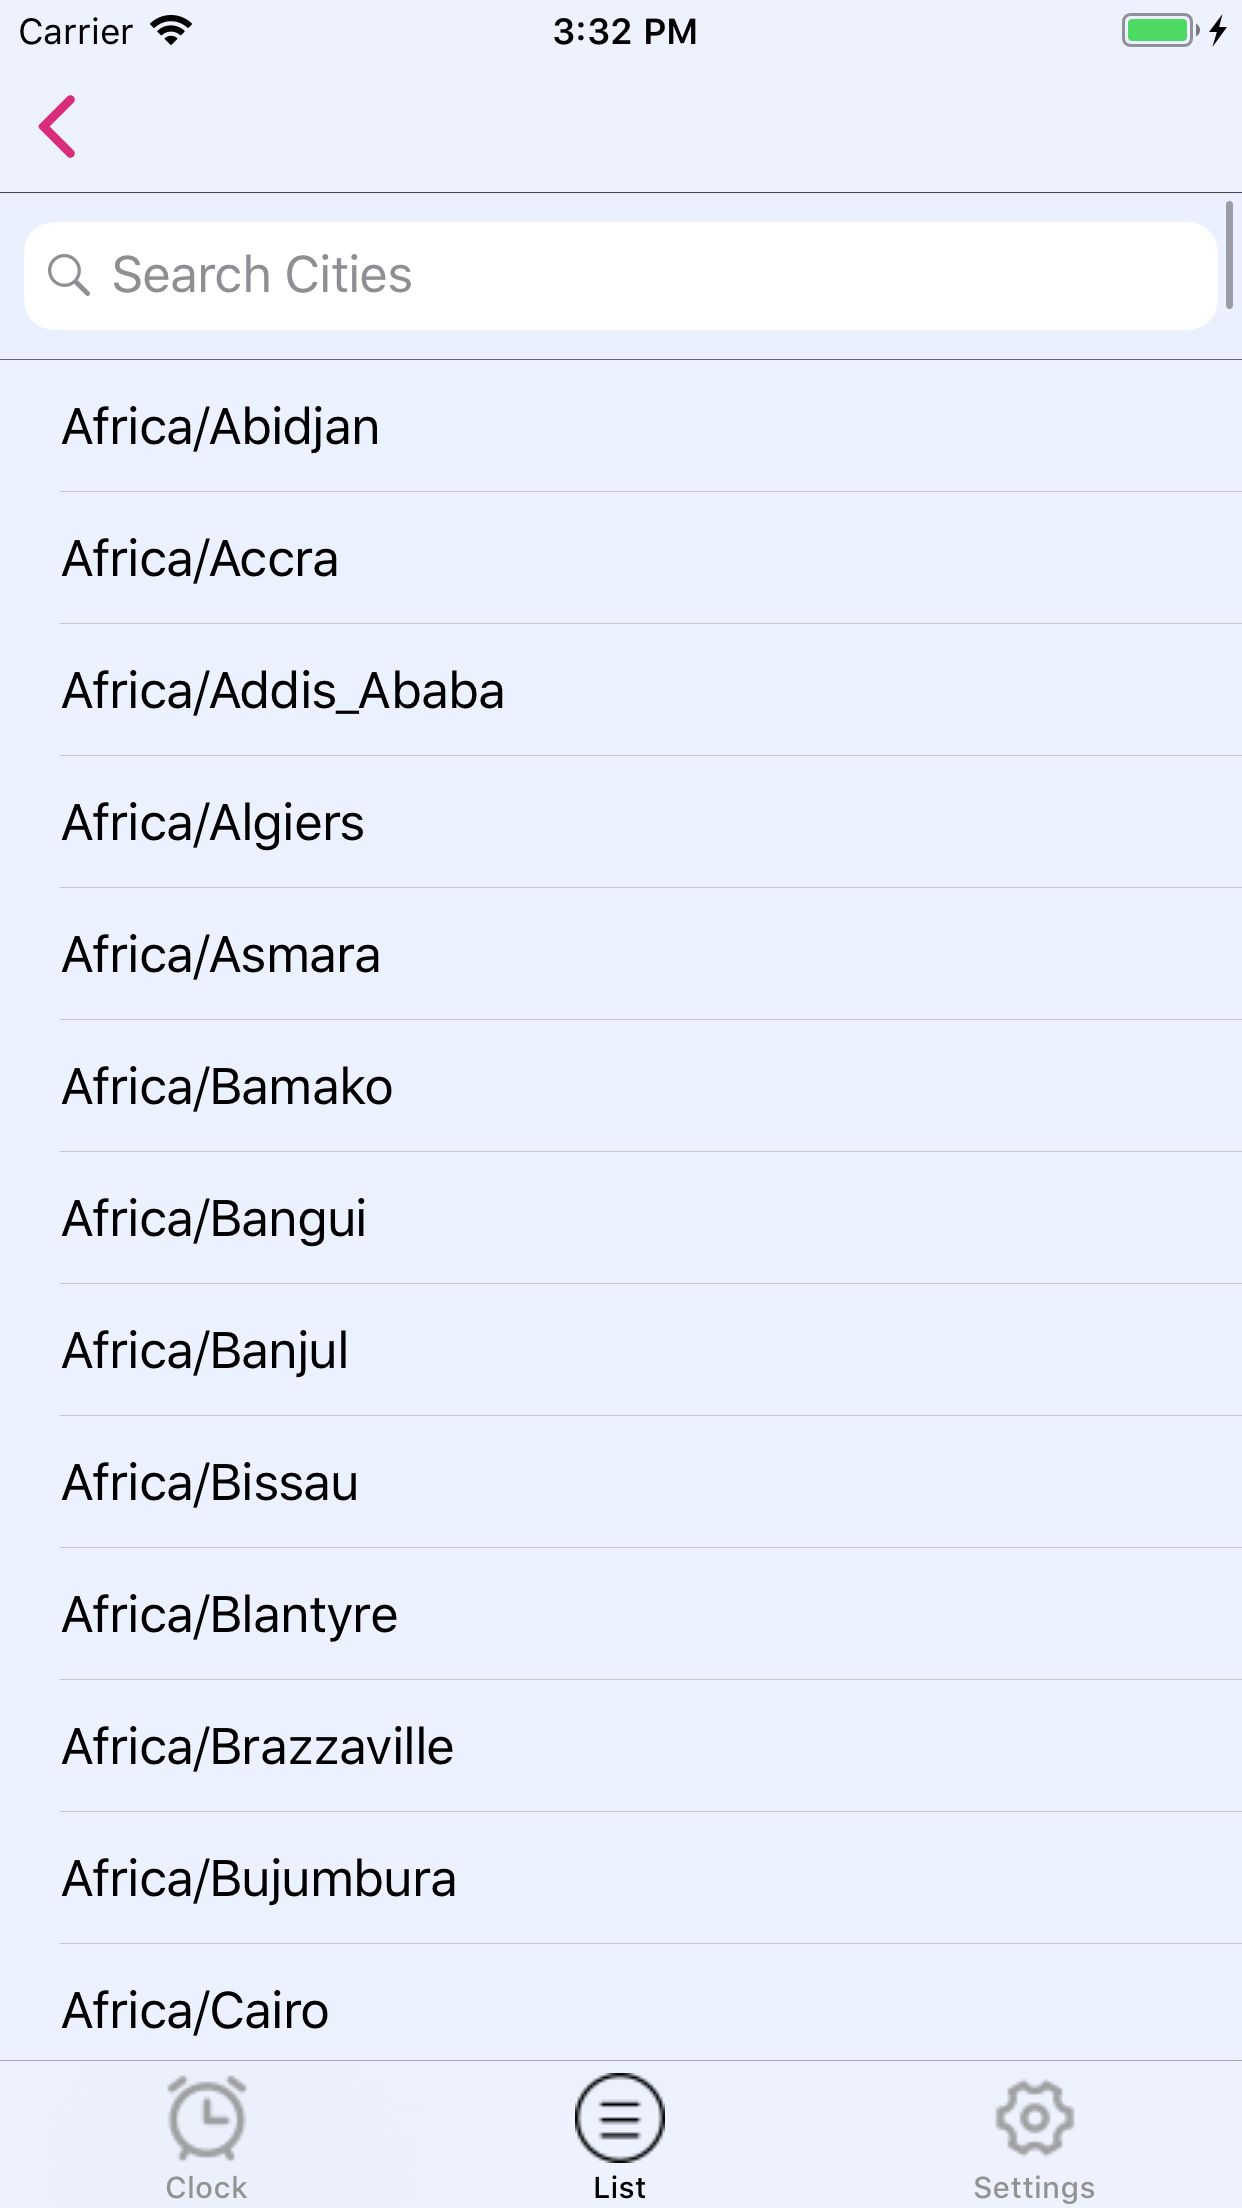 Carrier 3:32 PM
Search Cities
Africa/Abidjan
Africa/Accra
Africa/Addis_Ababa
Africa/Algiers
Africa/Asmara
Africa/Bamako
Africa/Bangui
Africa/Banjul
Africa/Bissau
Africa/Blantyre
Africa/Brazzaville
Africa/Bujumbura
Africa/Cairo
Clock List Settings